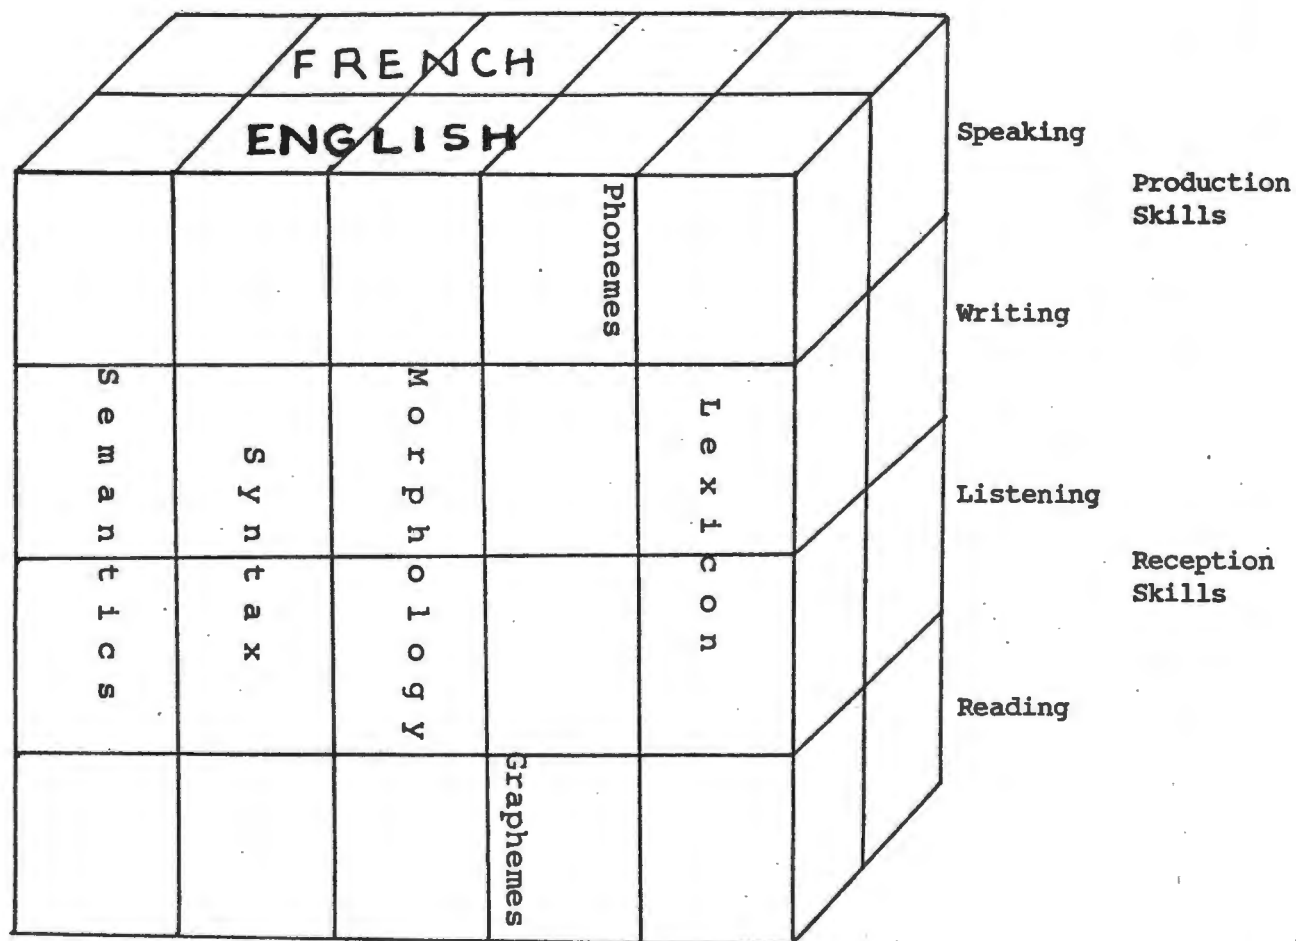 FRENCH
ENGLISH
Speaking
Production
Skills
Phonemes
Writing
Semantics
Syntax
Morphology
Lexicon
Listening
Reception
Skills
Reading
Graphemes